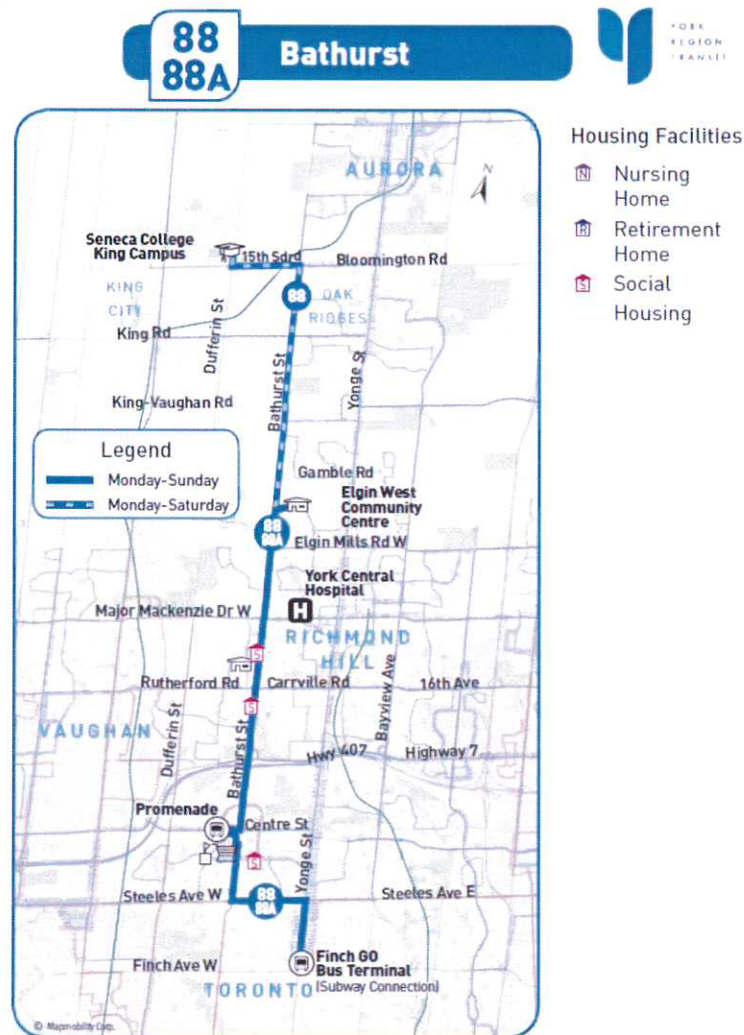 88
88A
Bathurst
YORK
REGION
TRANSIT
Housing Facilities
N Nursing
Home
R Retirement
Home
S Social
Housing
AURORA
N
Seneca College
King Campus
15th Sdrd
Bloomington Rd
KING
CITY
88
OAK
RIDGES
King Rd
Dufferin St
Bathurst St
Yonge St
King-Vaughan Rd
Legend
Monday-Sunday
Monday-Saturday
Gamble Rd
Elgin West
Community
Centre
88
88A
Elgin Mills Rd W
York Central
Hospital
H
Major Mackenzie Dr W
RICHMOND
HILL
S
Rutherford Rd
Carrville Rd
16th Ave
S
VAUGHAN
Dufferin St
Bathurst St
Bayview Ave
Hwy 407
Highway 7
Promenade
Centre St
Yonge St
S
Steeles Ave W
88
88A
Steeles Ave E
Finch Ave W
Finch GO
Bus Terminal
(Subway Connection)
TORONTO
© Mapmobility Corp.